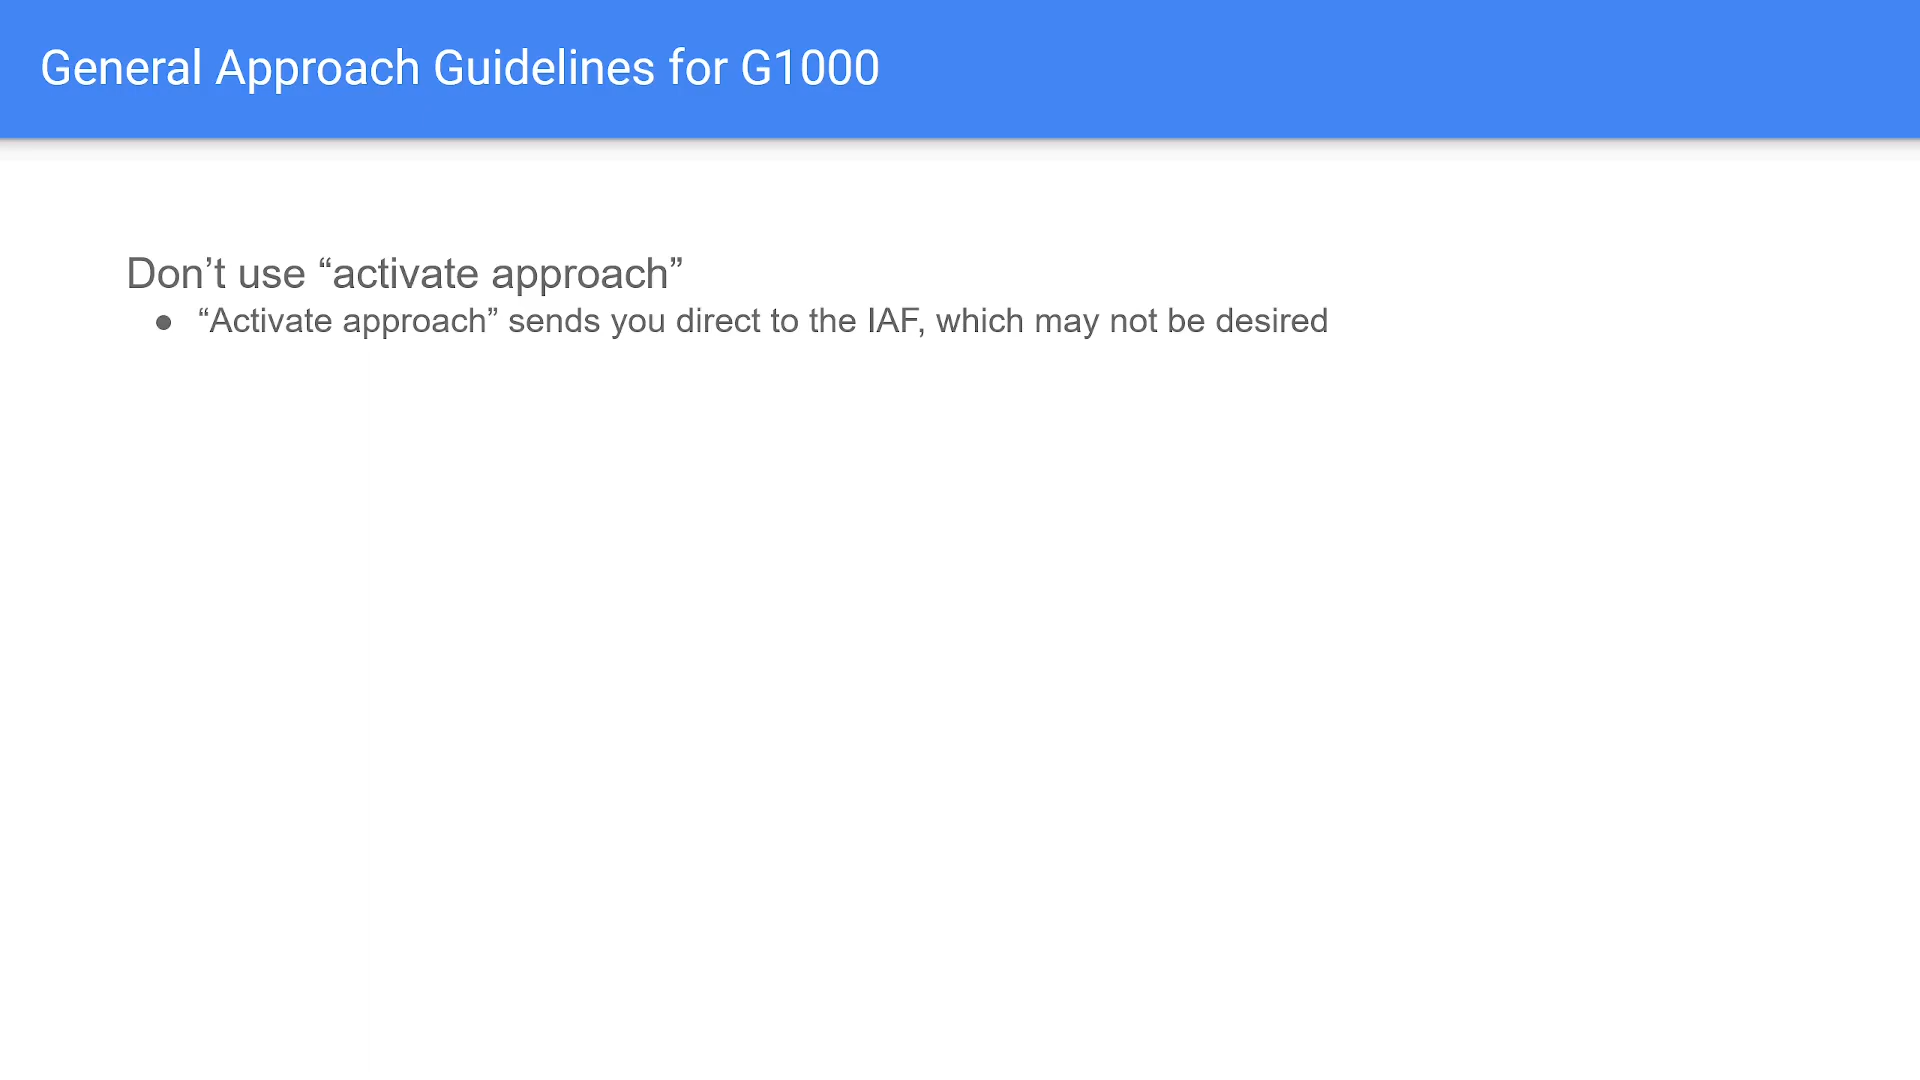 General Approach Guidelines for G1000
Don’t use “activate approach”
● “Activate approach” sends you direct to the IAF, which may not be desired